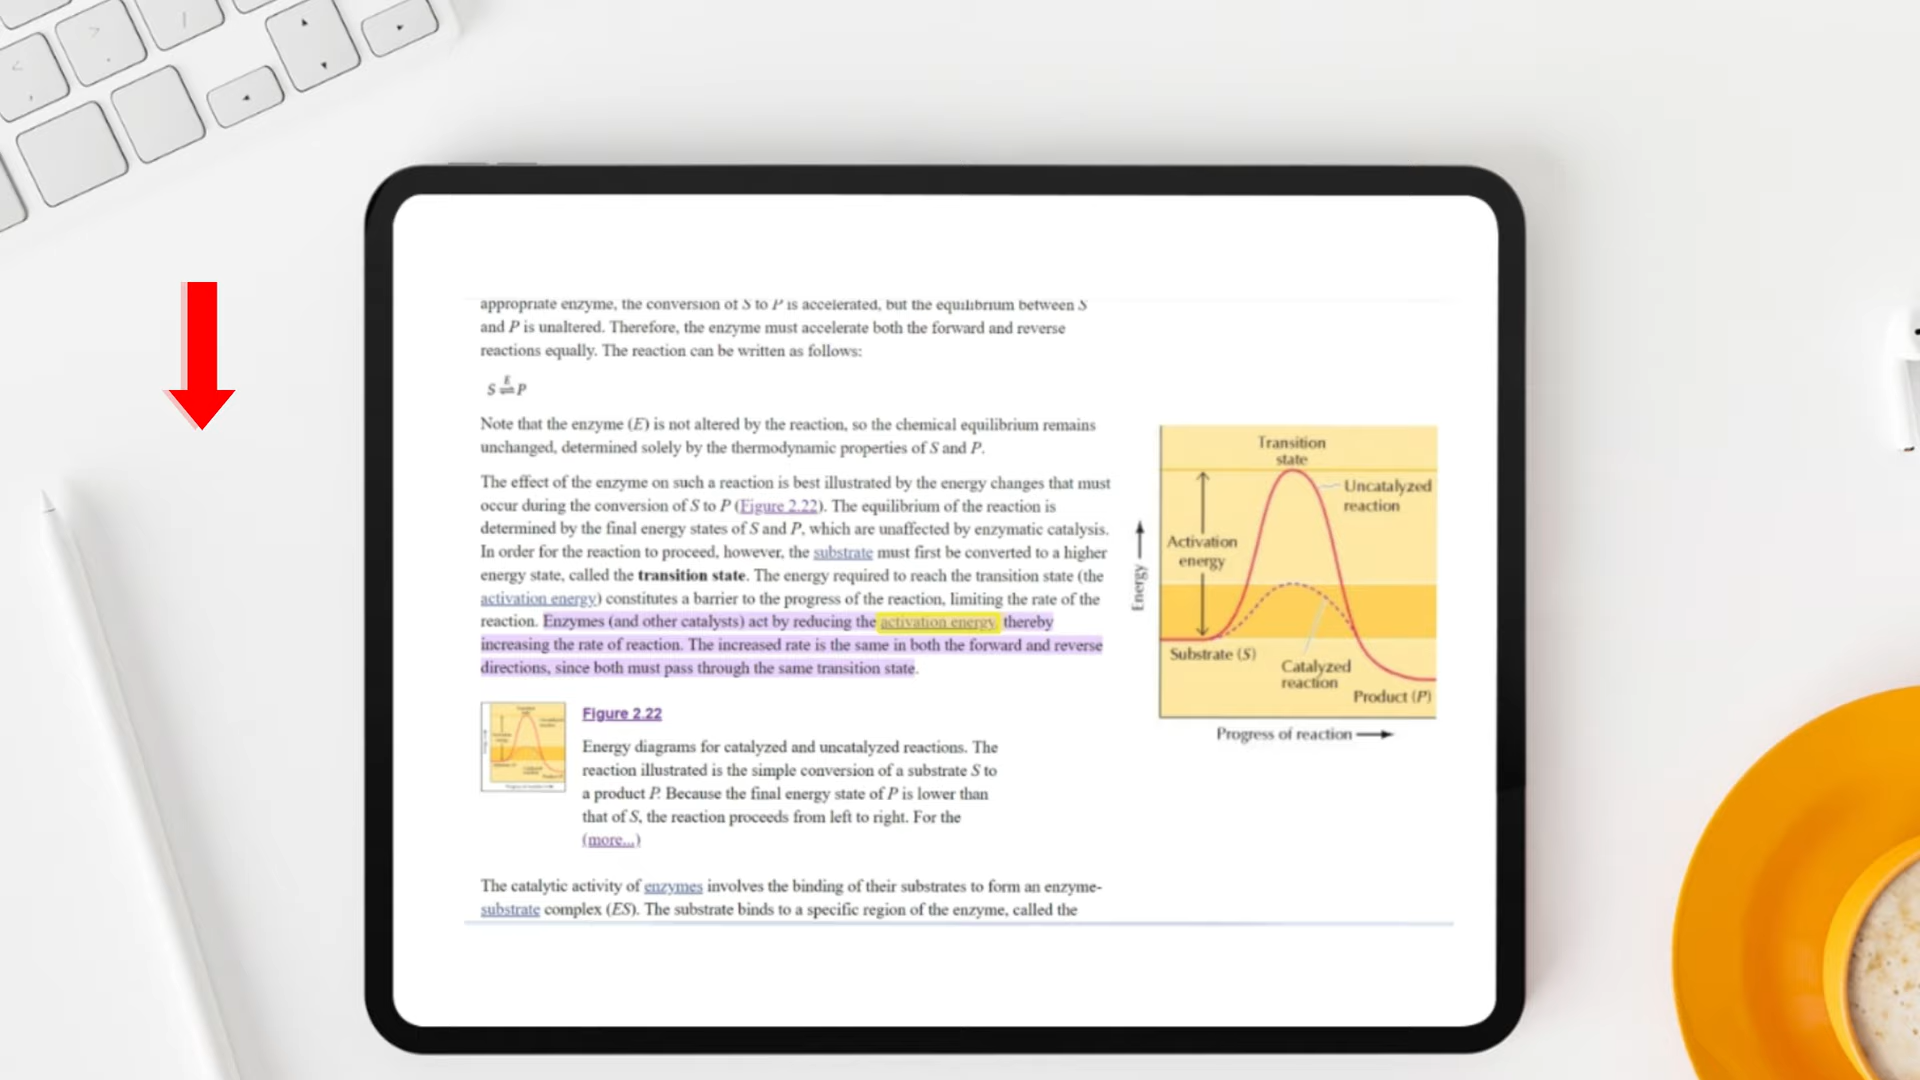 appropriate enzyme, the conversion of S to P is accelerated, but the equilibrium between S
and P is unaltered. Therefore, the enzyme must accelerate both the forward and reverse
reactions equally. The reaction can be written as follows:
S E ⇌ P
Note that the enzyme (E) is not altered by the reaction, so the chemical equilibrium remains
unchanged, determined solely by the thermodynamic properties of S and P.
The effect of the enzyme on such a reaction is best illustrated by the energy changes that must
occur during the conversion of S to P (Figure 2.22). The equilibrium of the reaction is
determined by the final energy states of S and P, which are unaffected by enzymatic catalysis.
In order for the reaction to proceed, however, the substrate must first be converted to a higher
energy state, called the transition state. The energy required to reach the transition state (the
activation energy) constitutes a barrier to the progress of the reaction, limiting the rate of the
reaction. Enzymes (and other catalysts) act by reducing the activation energy, thereby
increasing the rate of reaction. The increased rate is the same in both the forward and reverse
directions, since both must pass through the same transition state.
Figure 2.22
Energy diagrams for catalyzed and uncatalyzed reactions. The
reaction illustrated is the simple conversion of a substrate S to
a product P. Because the final energy state of P is lower than
that of S, the reaction proceeds from left to right. For the
(more...)
The catalytic activity of enzymes involves the binding of their substrates to form an enzyme-
substrate complex (ES). The substrate binds to a specific region of the enzyme, called the
Transition
state
Uncatalyzed
reaction
Activation
energy
Energy
Substrate (S)
Catalyzed
reaction
Product (P)
Progress of reaction